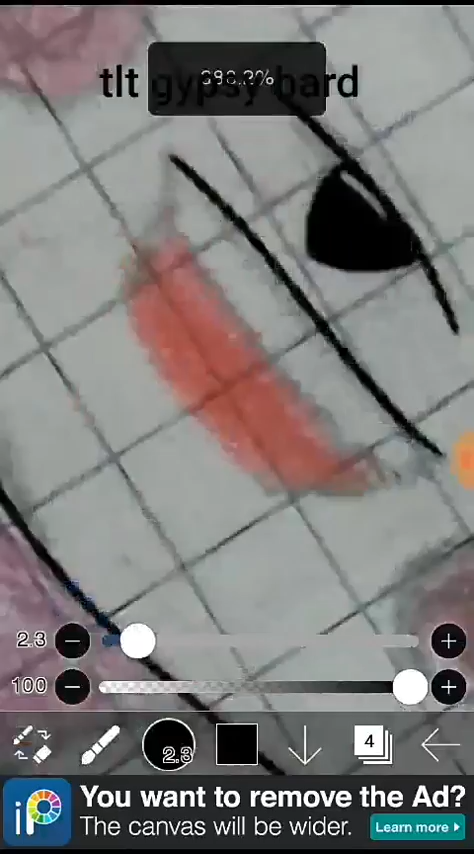 tlt gypsy bard
2.3
100
2.3
4
iP
You want to remove the Ad?
The canvas will be wider.
Learn more